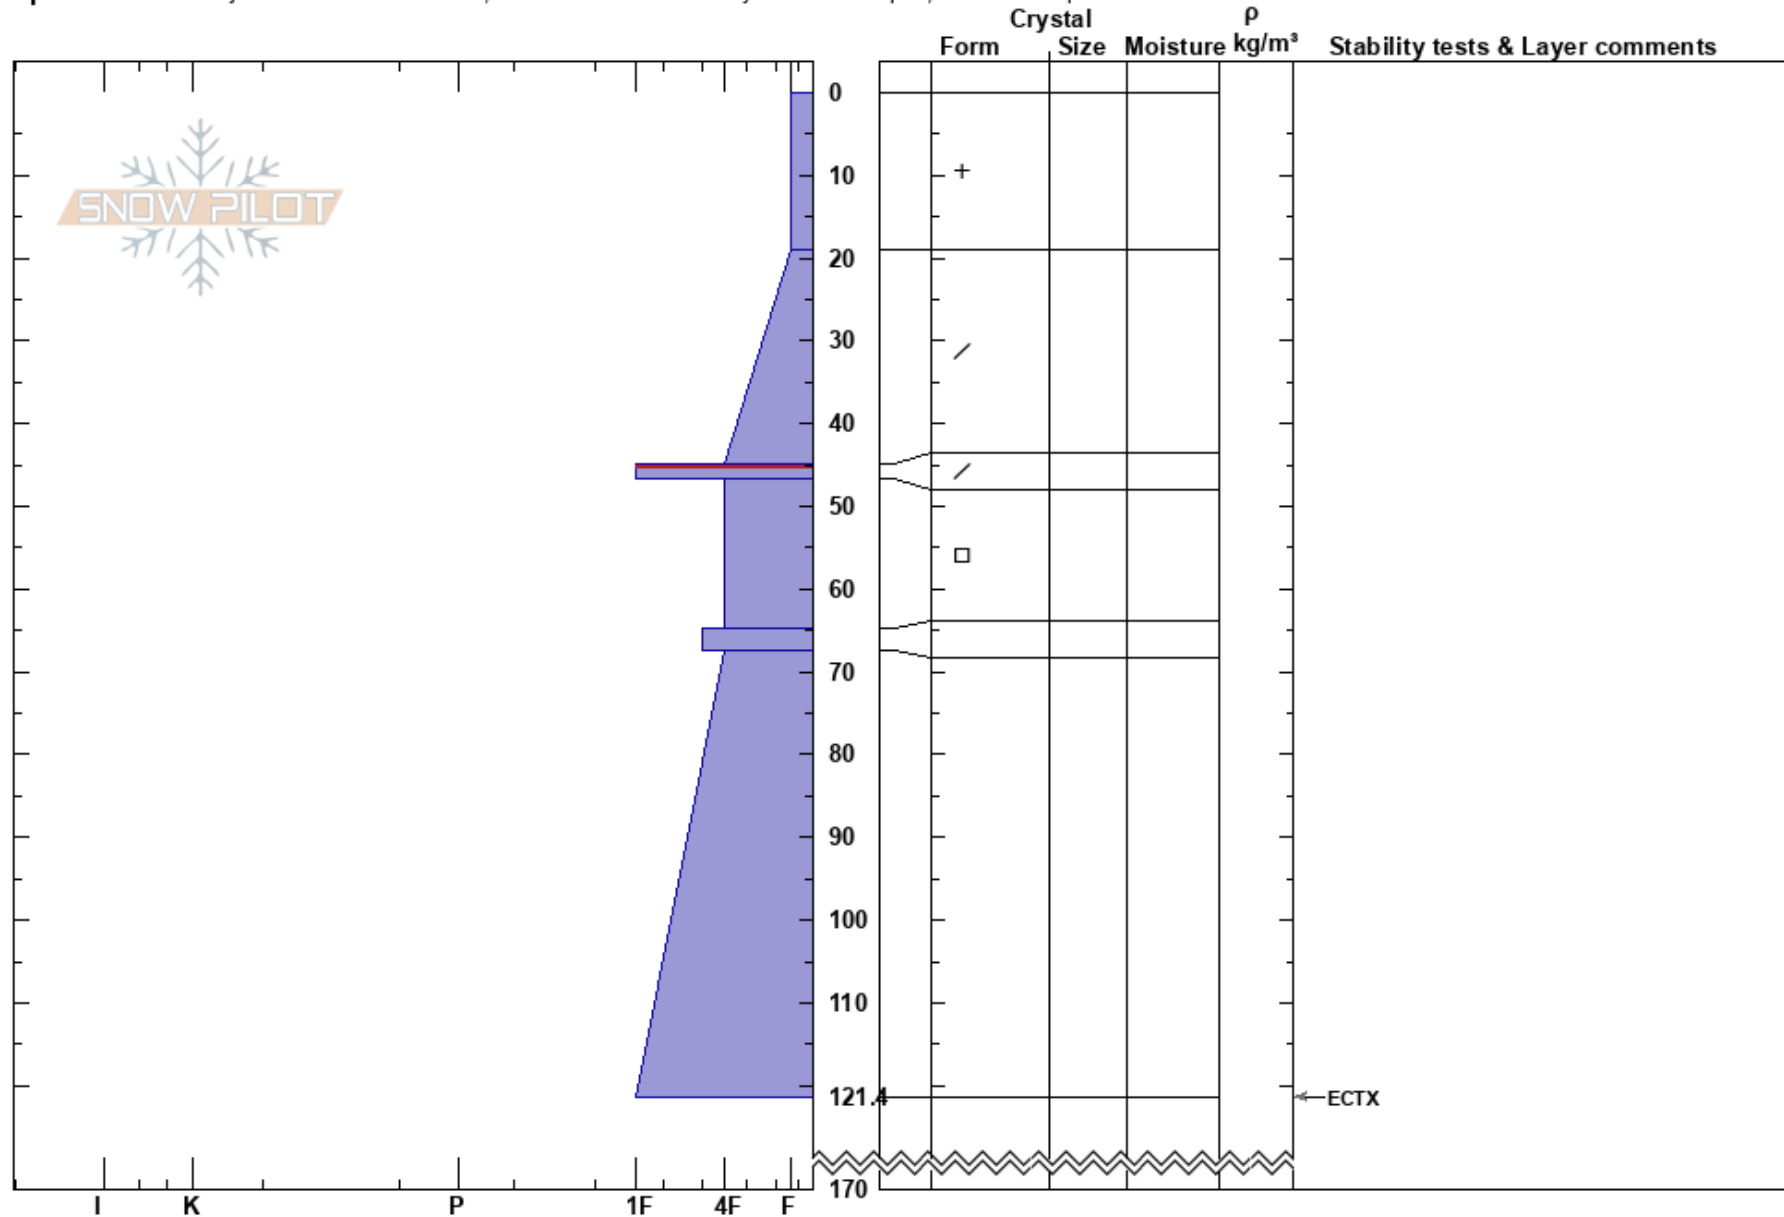 Crystal
ρ
Form Size Moisture kg/m³ Stability tests & Layer comments
0
SNOW PILOT
10
20
30
40
50
60
70
80
90
100
110
121.4 ECTX
170
I K P 1F 4F F